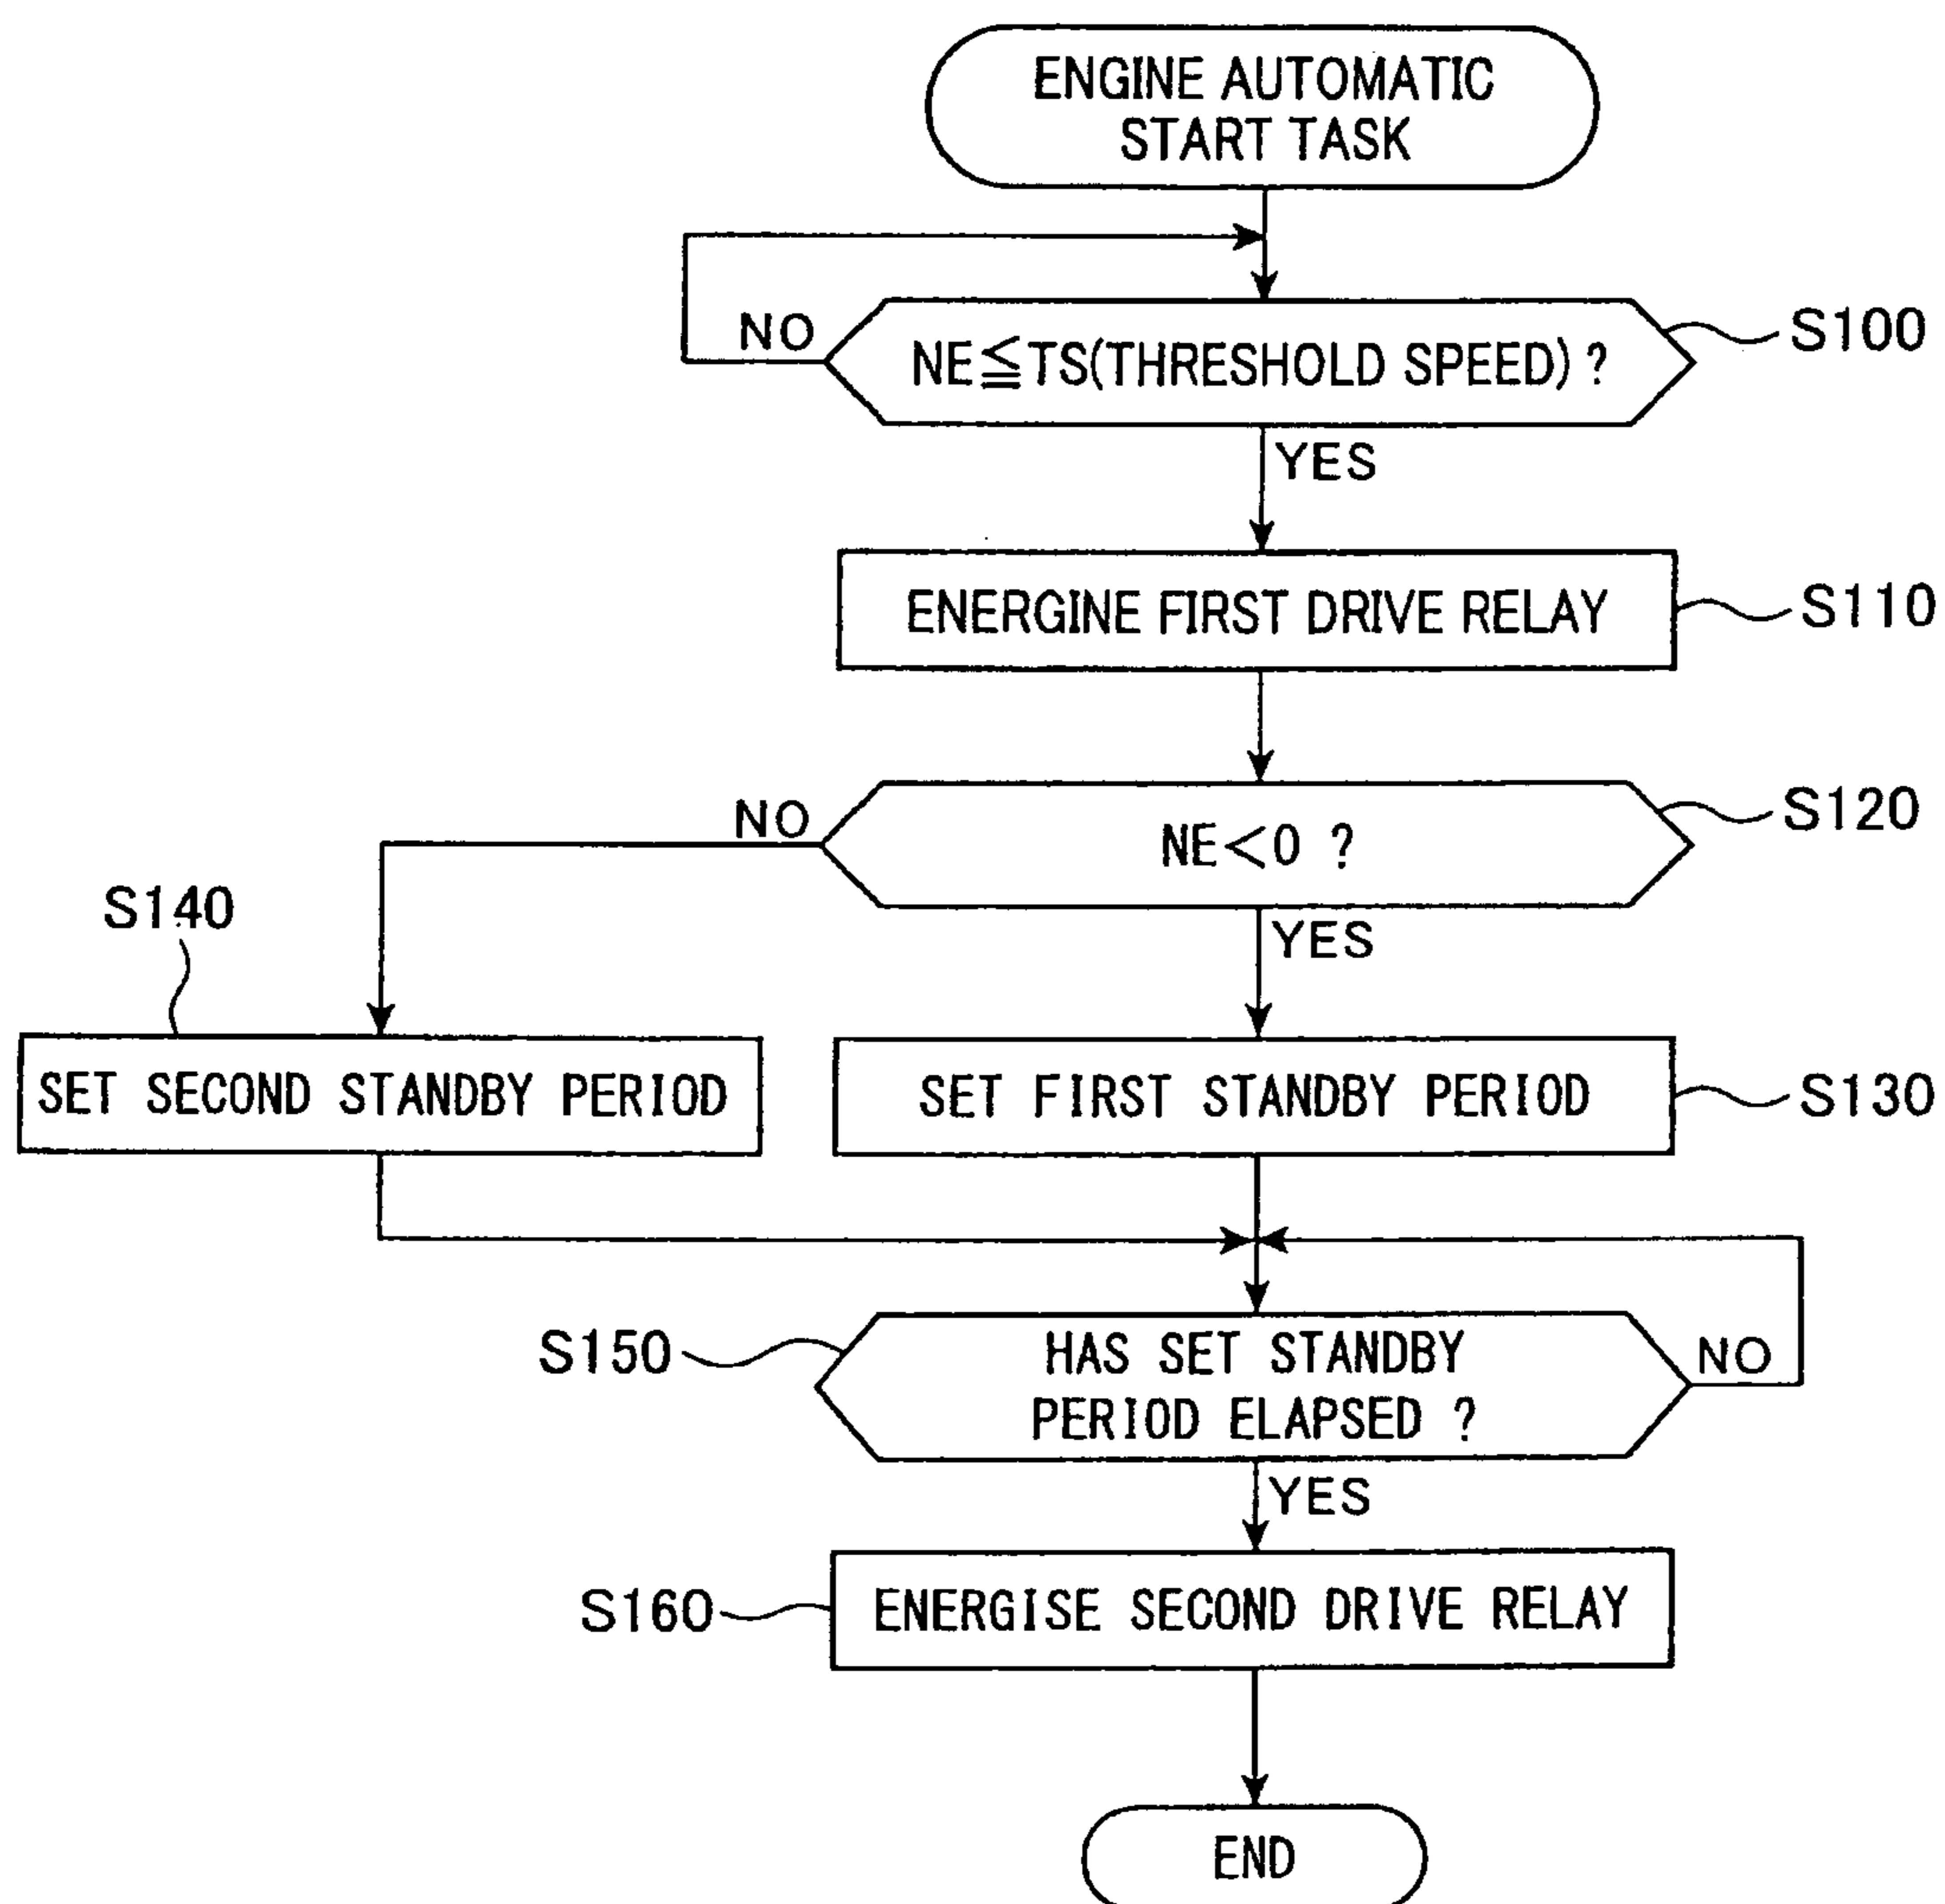 ENGINE AUTOMATIC
START TASK
NO
NE≦TS(THRESHOLD SPEED) ?
S100
YES
ENERGINE FIRST DRIVE RELAY
S110
NO
NE<0 ?
S120
S140
YES
SET SECOND STANDBY PERIOD
SET FIRST STANDBY PERIOD
S130
S150
HAS SET STANDBY
PERIOD ELAPSED ?
NO
YES
S160
ENERGISE SECOND DRIVE RELAY
END